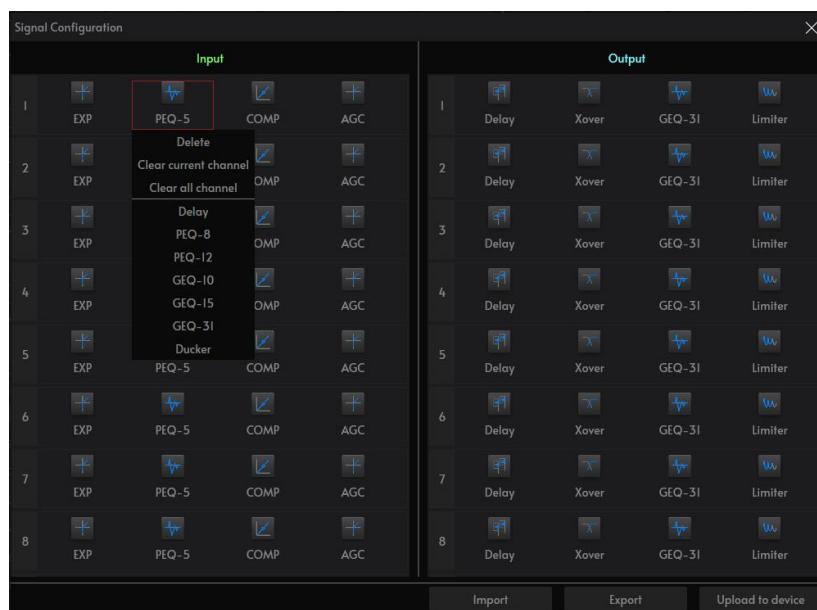 Signal Configuration
Input
1 EXP PEQ-5 COMP AGC
2 EXP OMP AGC
3 EXP OMP AGC
4 EXP OMP AGC
5 EXP PEQ-5 COMP AGC
6 EXP PEQ-5 COMP AGC
7 EXP PEQ-5 COMP AGC
8 EXP PEQ-5 COMP AGC
Delete
Clear current channel
Clear all channel
Delay
PEQ-8
PEQ-12
GEQ-10
GEQ-15
GEQ-31
Ducker
Output
1 Delay Xover GEQ-31 Limiter
2 Delay Xover GEQ-31 Limiter
3 Delay Xover GEQ-31 Limiter
4 Delay Xover GEQ-31 Limiter
5 Delay Xover GEQ-31 Limiter
6 Delay Xover GEQ-31 Limiter
7 Delay Xover GEQ-31 Limiter
8 Delay Xover GEQ-31 Limiter
Import Export Upload to device